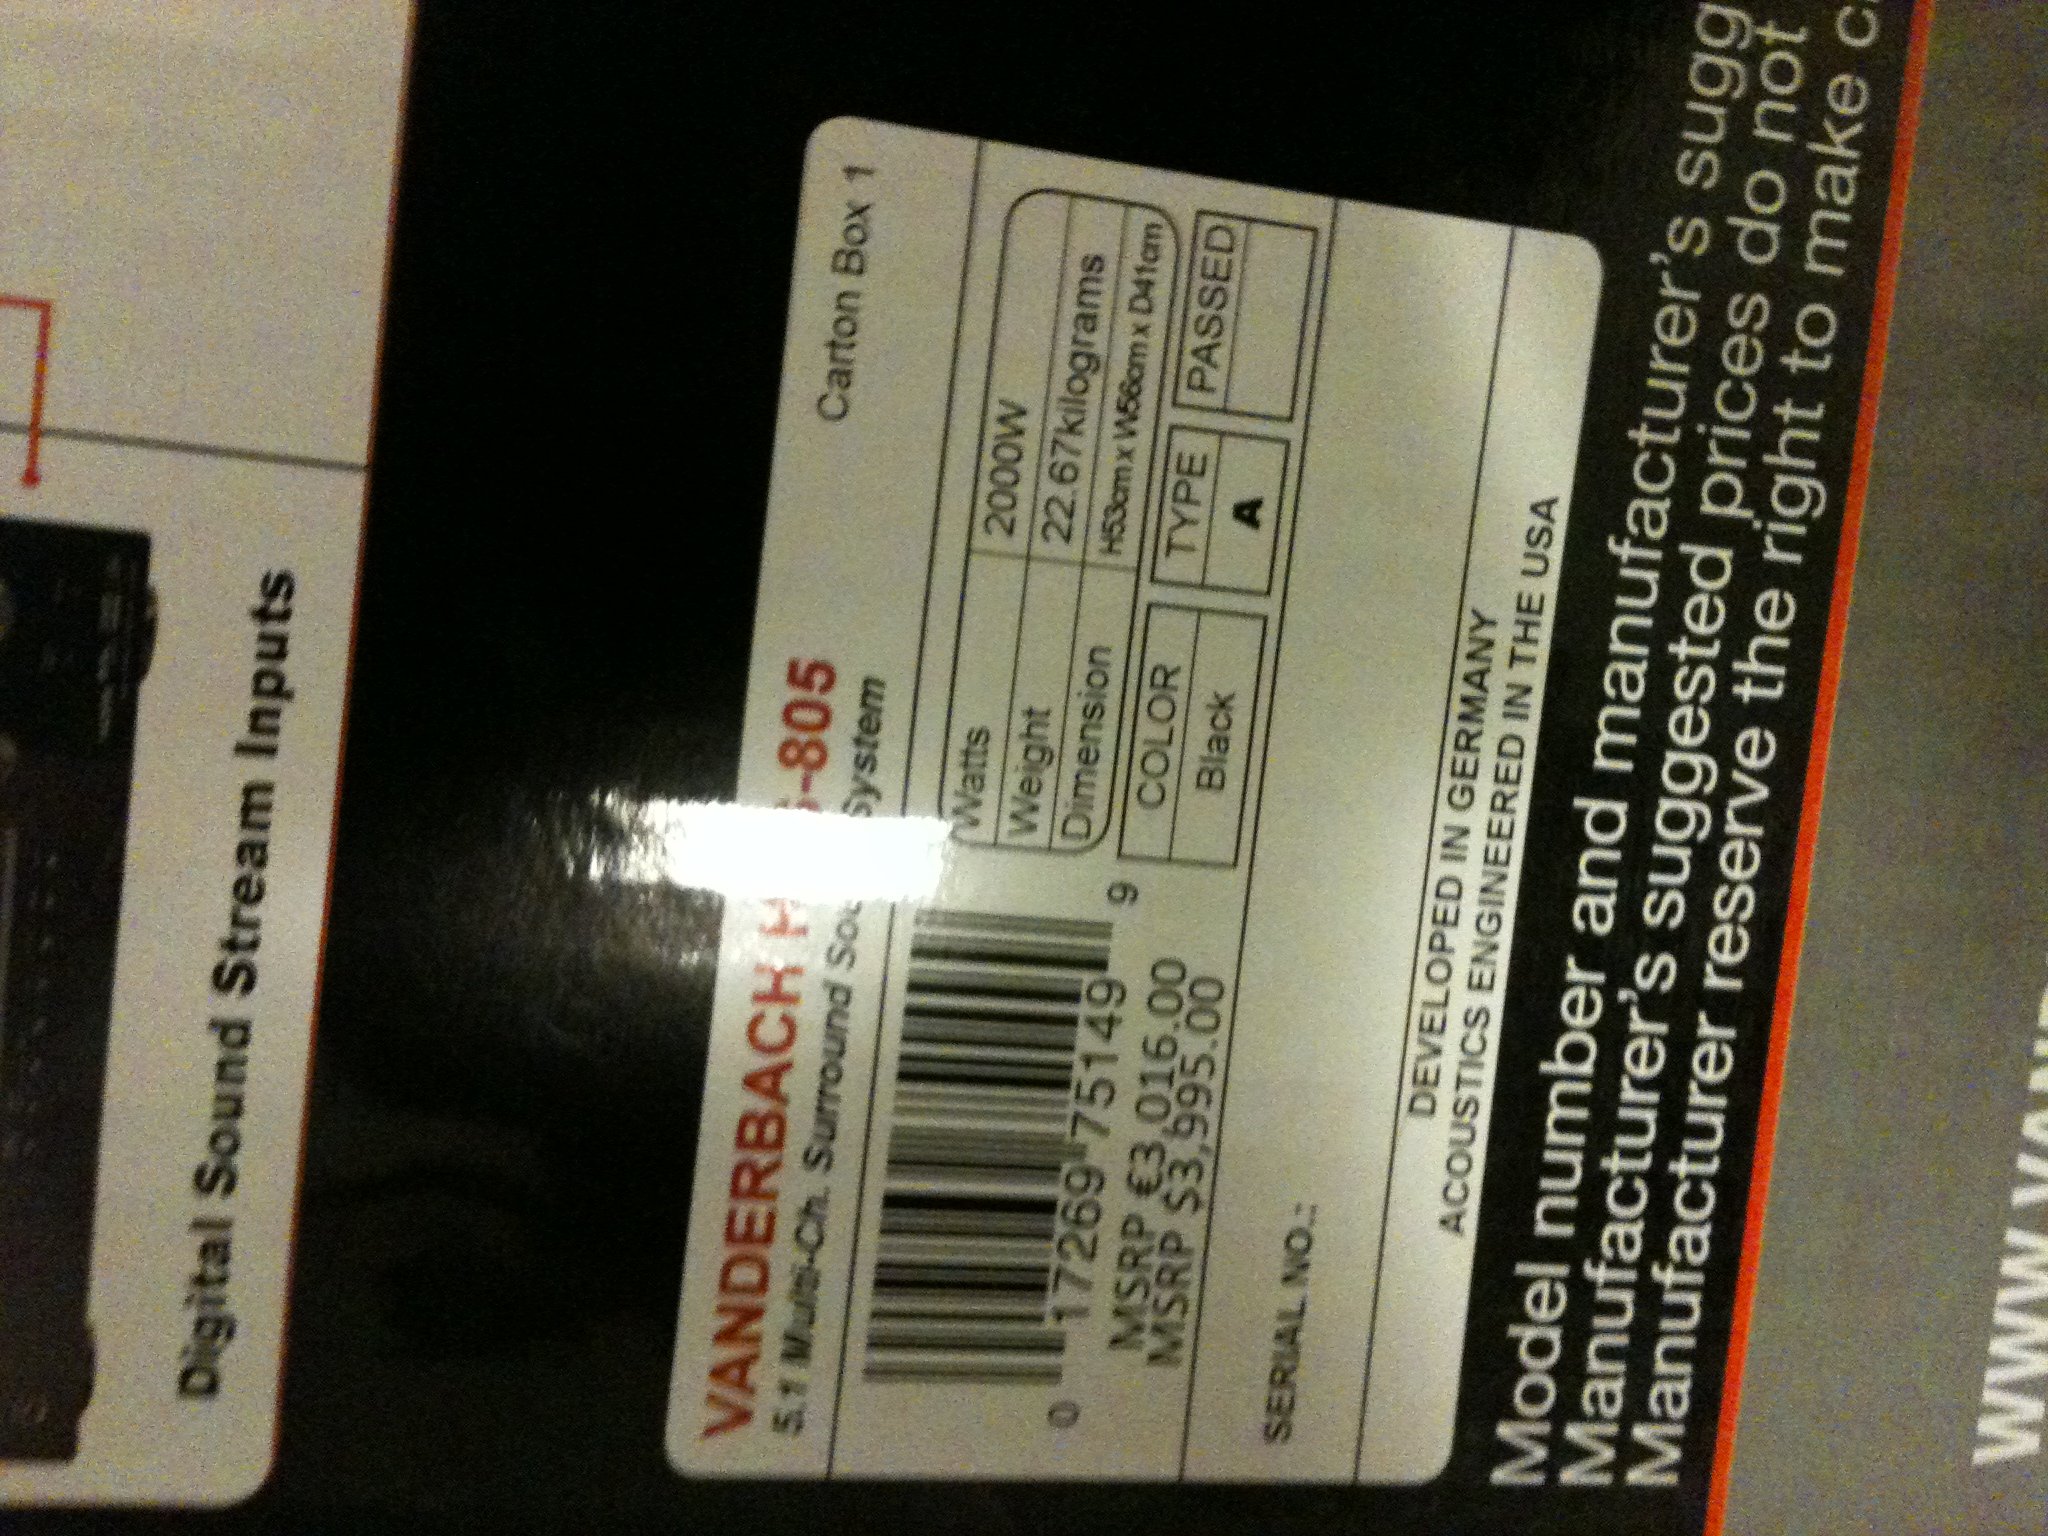 Digital Sound Stream Inputs
VANDERBACH -805
5.1 Multi-Ch. Surround System
Carton Box 1
Watts 2000W
Weight 22.67kilograms
Dimension H53cm x W56cm x D41cm
0 17269 75149 9
MSRP €3,016.00
MSRP $3,995.00
COLOR TYPE PASSED
Black A
SERIAL NO.:
DEVELOPED IN GERMANY
ACOUSTICS ENGINEERED IN THE USA
Model number and manufacturer's sugg
Manufacturer's suggested prices do not
Manufacturer reserve the right to make